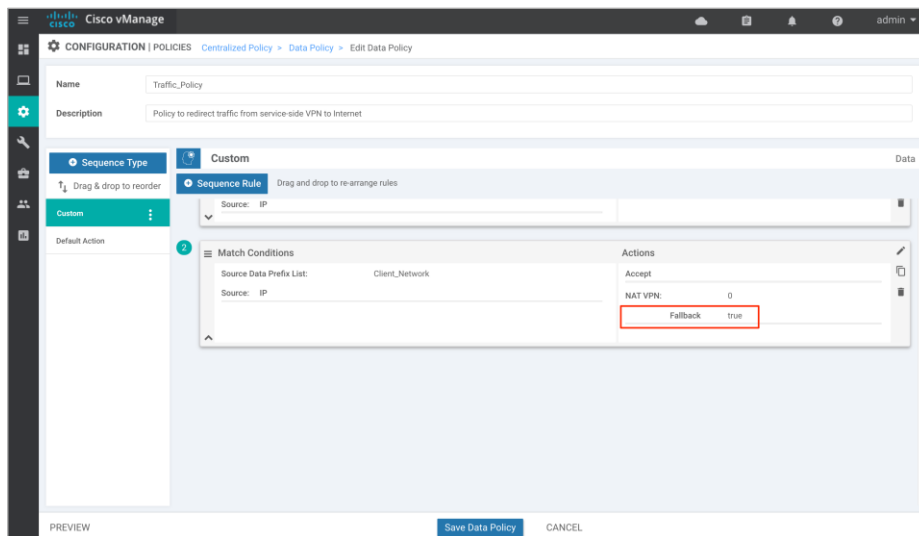 cisco Cisco vManage admin
CONFIGURATION | POLICIES Centralized Policy > Data Policy > Edit Data Policy
Name Traffic_Policy
Description Policy to redirect traffic from service-side VPN to Internet
Sequence Type
Drag & drop to reorder
Custom
Default Action
Custom Data
Sequence Rule Drag and drop to re-arrange rules
Source: IP
2 Match Conditions Actions
Source Data Prefix List: Client_Network Accept
Source: IP NAT VPN: 0
Fallback true
PREVIEW Save Data Policy CANCEL